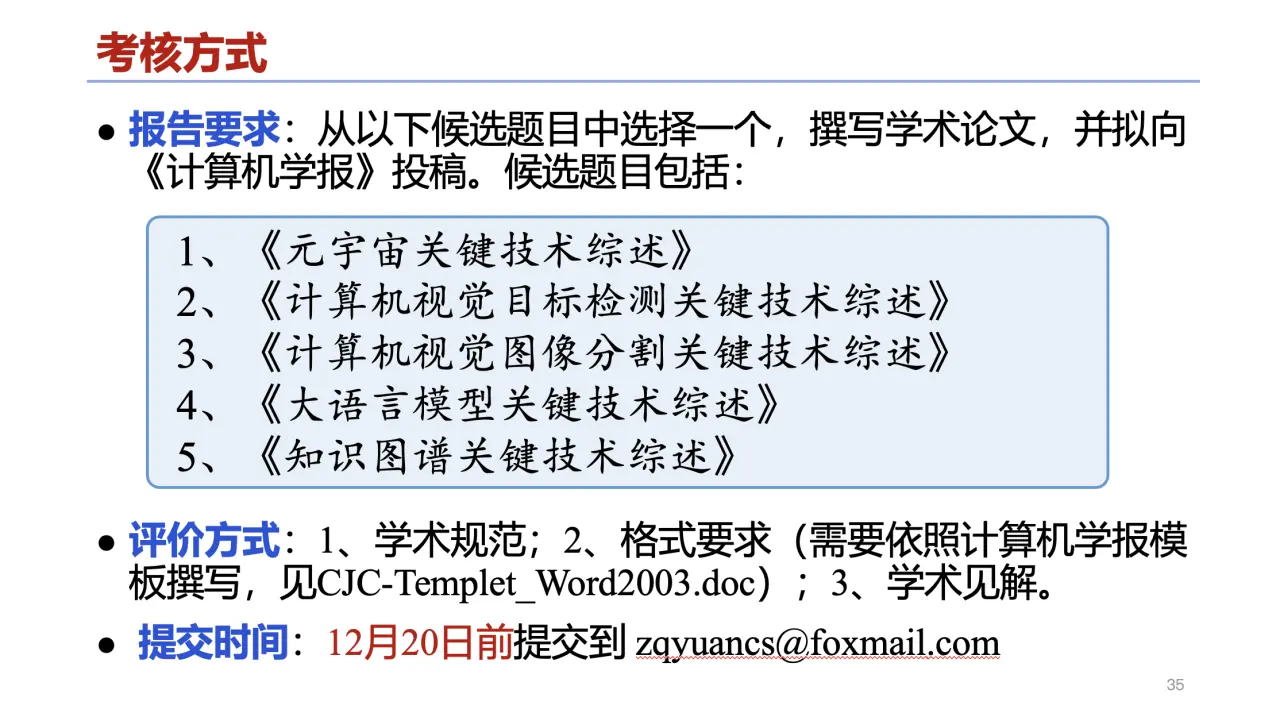 考核方式
● 报告要求：从以下候选题目中选择一个，撰写学术论文，并拟向
《计算机学报》投稿。候选题目包括：
1、《元宇宙关键技术综述》
2、《计算机视觉目标检测关键技术综述》
3、《计算机视觉图像分割关键技术综述》
4、《大语言模型关键技术综述》
5、《知识图谱关键技术综述》
● 评价方式：1、学术规范；2、格式要求（需要依照计算机学报模
板撰写，见CJC-Templet_Word2003.doc）；3、学术见解。
● 提交时间：12月20日前提交到 zqyuancs@foxmail.com
35